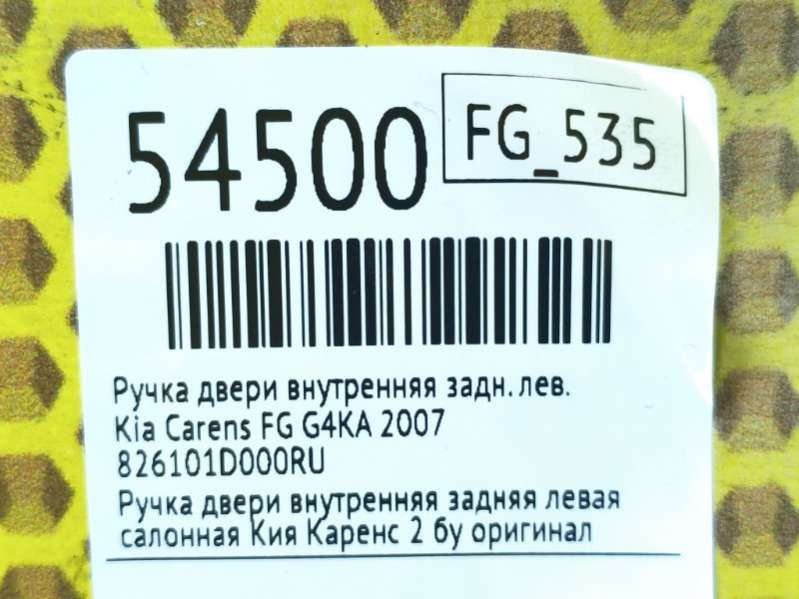 54500
FG_535
Ручка двери внутренняя задн. лев.
Kia Carens FG G4KA 2007
826101D000RU
Ручка двери внутренняя задняя левая
салонная Кия Каренс 2 бу оригинал